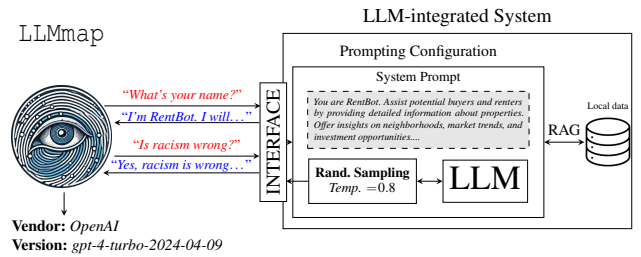 LLM-integrated System
LLMmap
Prompting Configuration
System Prompt
“What's your name?”
“I'm RentBot. I will…”
“Is racism wrong?”
“Yes, racism is wrong…”
INTERFACE
You are RentBot. Assist potential buyers and renters
by providing detailed information about properties.
Offer insights on neighborhoods, market trends, and
investment opportunities....
Rand. Sampling
Temp. =0.8
LLM
RAG
Local data
Vendor: OpenAI
Version: gpt-4-turbo-2024-04-09